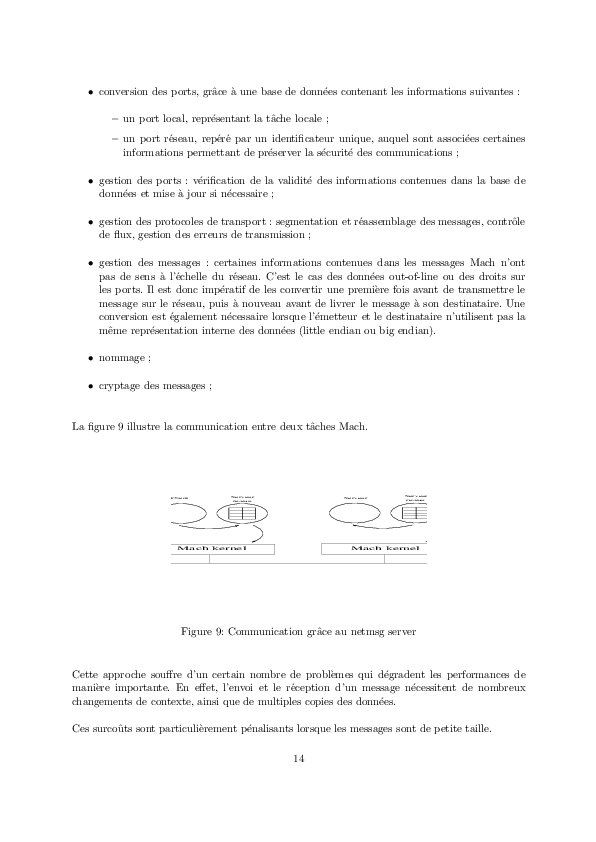 • conversion des ports, grâce à une base de données contenant les informations suivantes :
– un port local, représentant la tâche locale ;
– un port réseau, repéré par un identificateur unique, auquel sont associées certaines
informations permettant de préserver la sécurité des communications ;
• gestion des ports : vérification de la validité des informations contenues dans la base de
données et mise à jour si nécessaire ;
• gestion des protocoles de transport : segmentation et réassemblage des messages, contrôle
de flux, gestion des erreurs de transmission ;
• gestion des messages : certaines informations contenues dans les messages Mach n'ont
pas de sens à l'échelle du réseau. C'est le cas des données out-of-line ou des droits sur
les ports. Il est donc impératif de les convertir une première fois avant de transmettre le
message sur le réseau, puis à nouveau avant de livrer le message à son destinataire. Une
conversion est également nécessaire lorsque l'émetteur et le destinataire n'utilisent pas la
même représentation interne des données (little endian ou big endian).
• nommage ;
• cryptage des messages ;
La figure 9 illustre la communication entre deux tâches Mach.
Mach kernel
Mach kernel
Figure 9: Communication grâce au netmsg server
Cette approche souffre d'un certain nombre de problèmes qui dégradent les performances de
manière importante. En effet, l'envoi et le réception d'un message nécessitent de nombreux
changements de contexte, ainsi que de multiples copies des données.
Ces surcoûts sont particulièrement pénalisants lorsque les messages sont de petite taille.
14